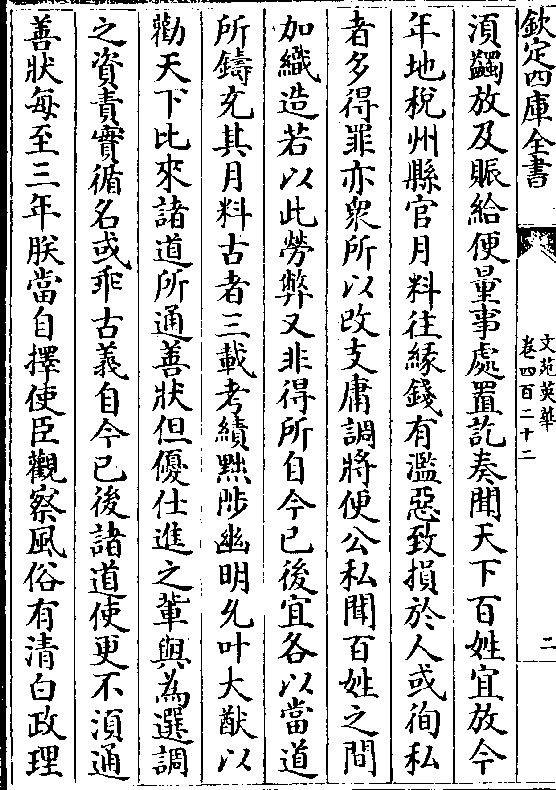 欽定四庫全書
文苑英華
卷四百二十二
二
湏蠲放及賑給便量事處置訖奏聞天下百姓宜放今
年地稅州縣官月料往縁錢有濫惡致損於人或徇私
者多得罪亦衆所以改支庸調將便公私聞百姓之間
加織造若以此勞弊又非得所自今已後宜各以當道
所鑄充其月料古者三載考績黜陟幽明允叶大猷以
勸天下比來諸道所通善狀但優仕進之輩與為選調
之資責實循名或乖古義自今已後諸道使更不湏通
善狀每至三年朕當自擇使臣觀察風俗有清白政理